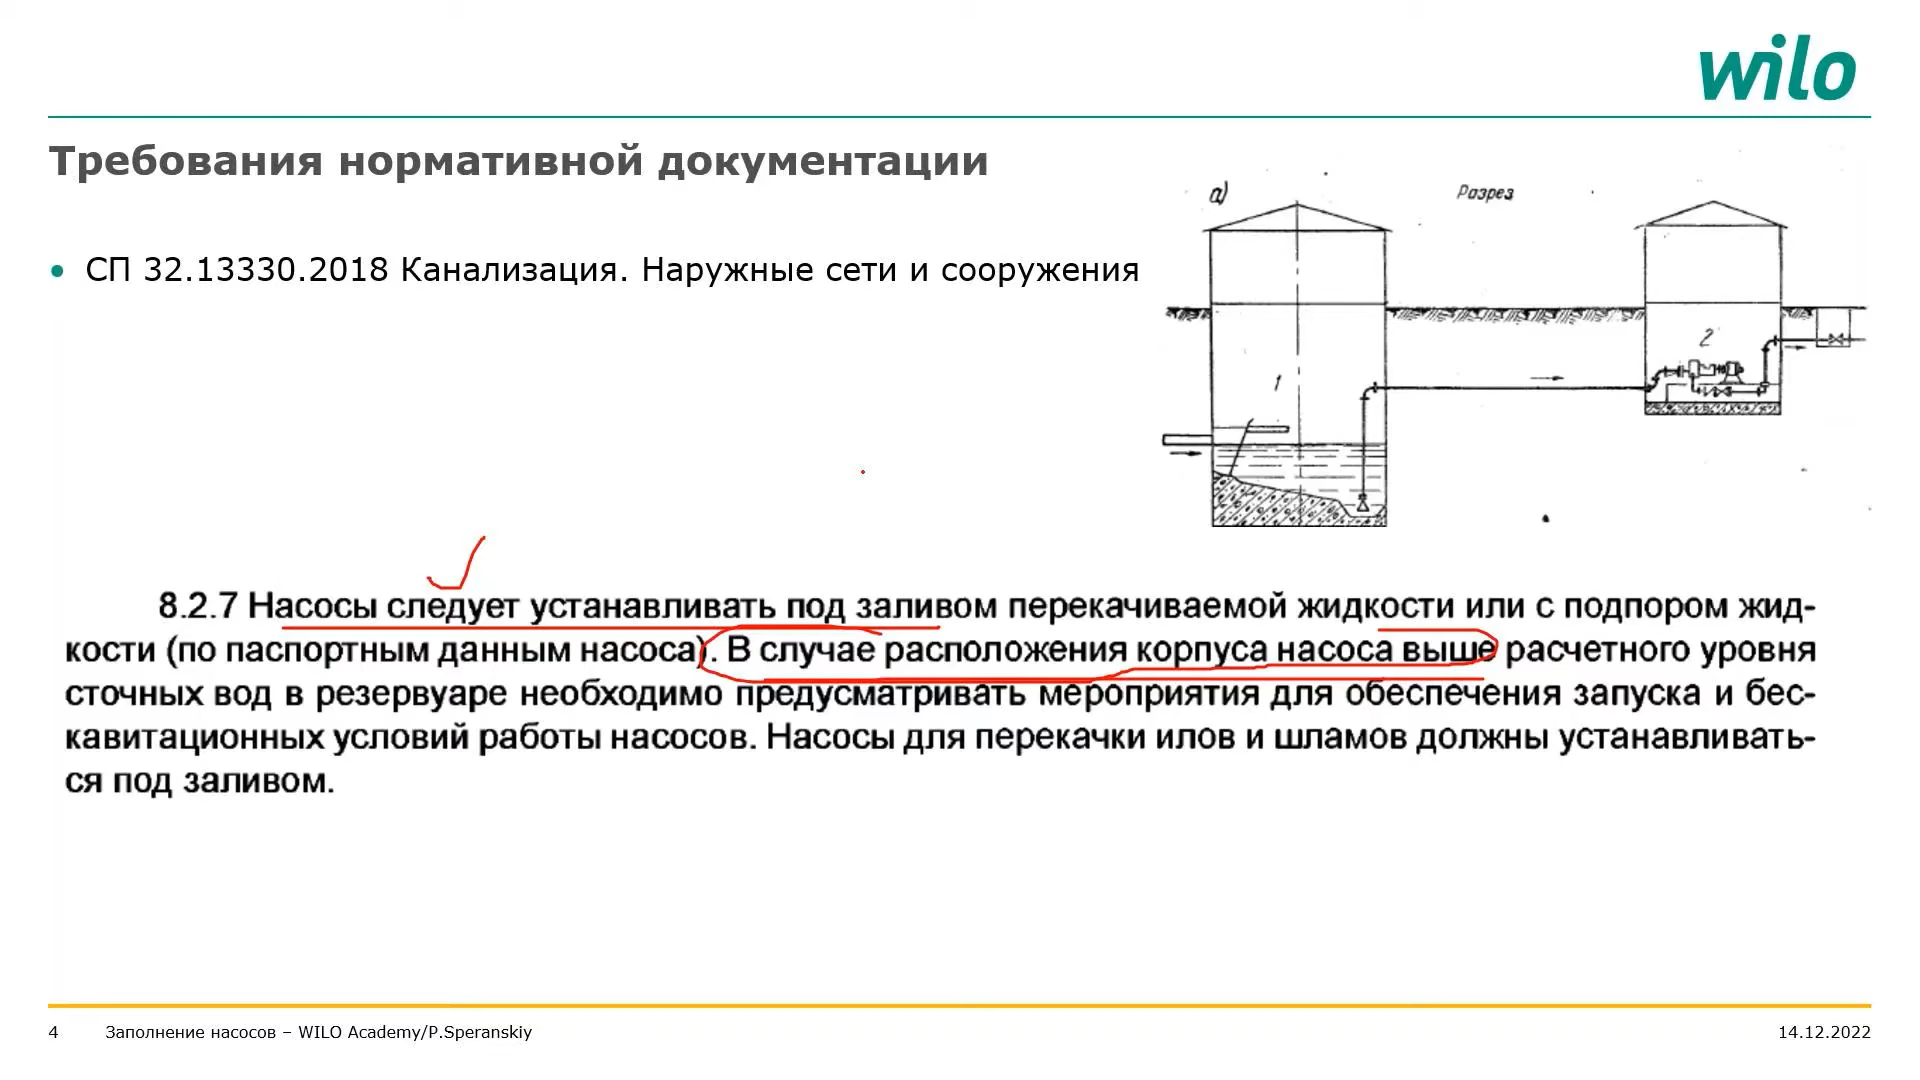 wilo
Требования нормативной документации
• СП 32.13330.2018 Канализация. Наружные сети и сооружения
а)
Разрез
1
2
8.2.7 Насосы следует устанавливать под заливом перекачиваемой жидкости или с подпором жид-
кости (по паспортным данным насоса). В случае расположения корпуса насоса выше расчетного уровня
сточных вод в резервуаре необходимо предусматривать мероприятия для обеспечения запуска и бес-
кавитационных условий работы насосов. Насосы для перекачки илов и шламов должны устанавливать-
ся под заливом.
4 Заполнение насосов – WILO Academy/P.Speranskiy 14.12.2022